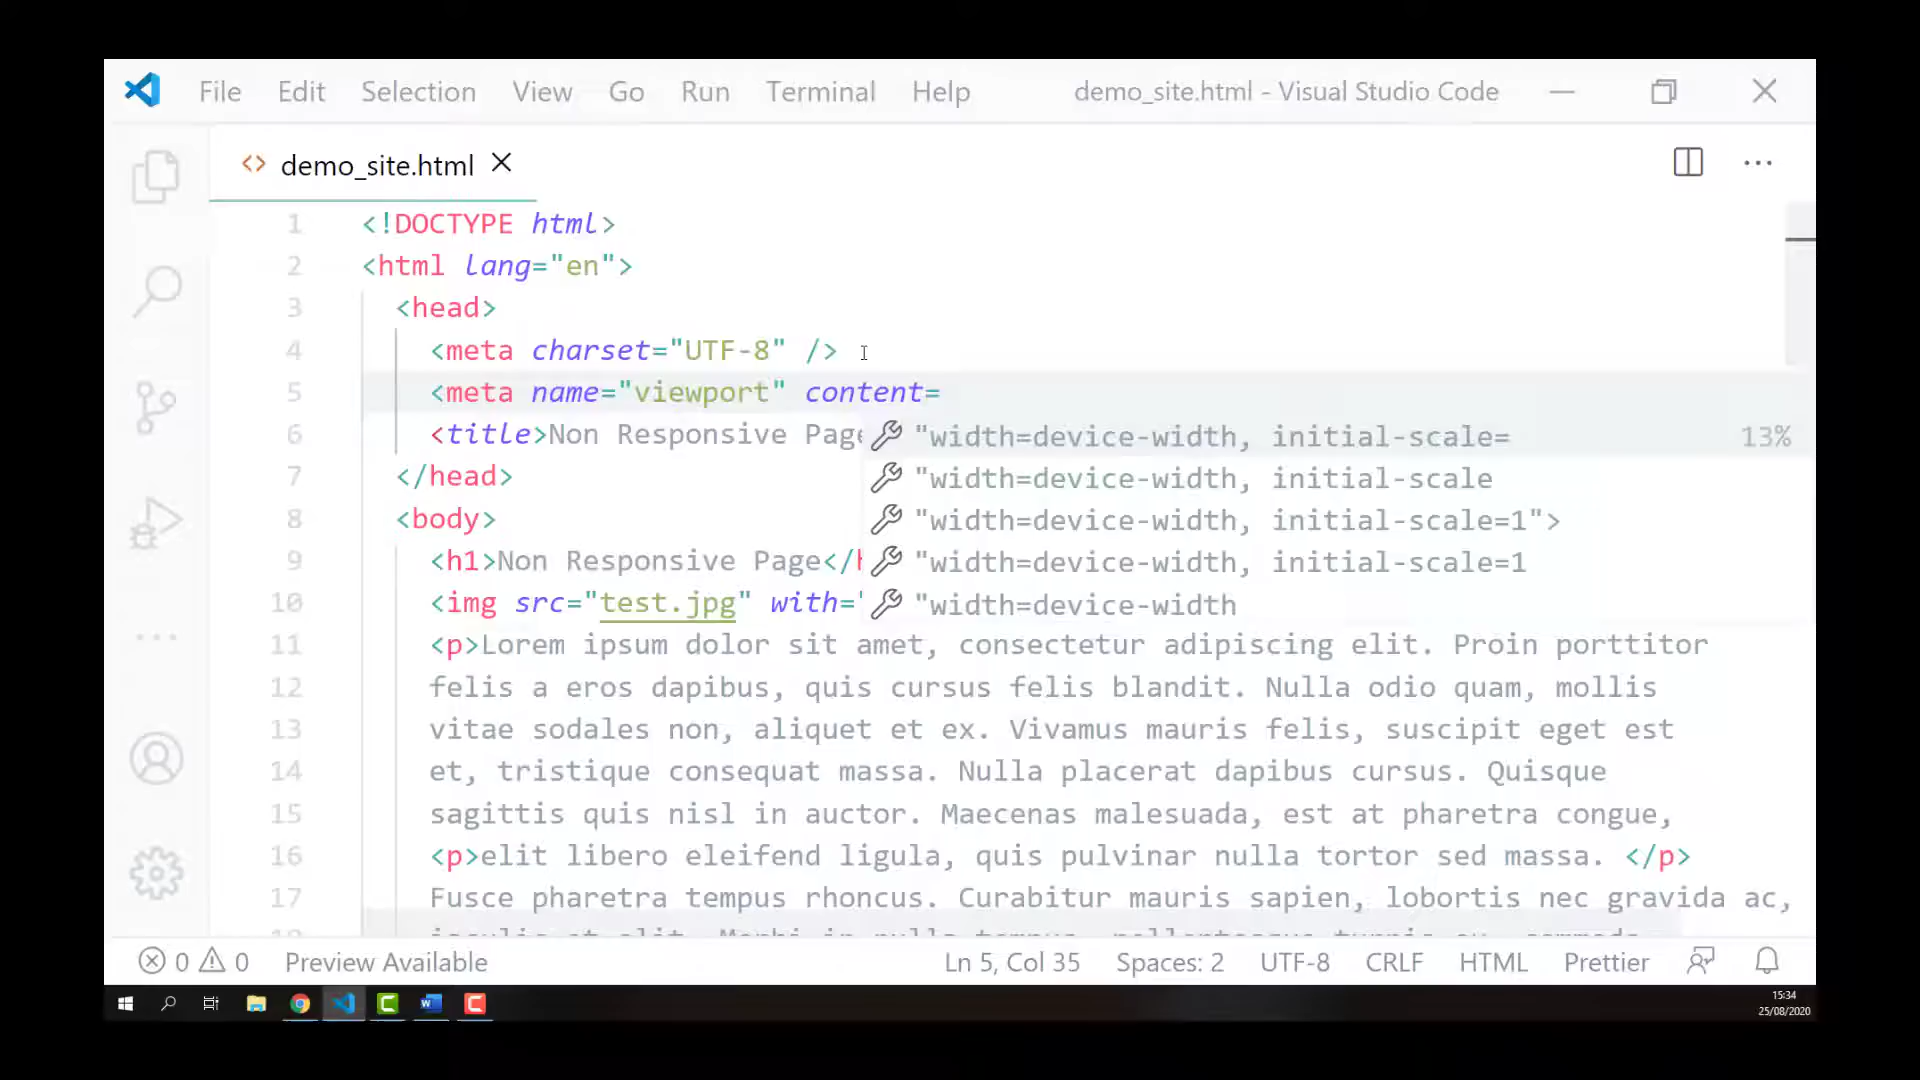 File Edit Selection View Go Run Terminal Help demo_site.html - Visual Studio Code
<> demo_site.html
1 <!DOCTYPE html>
2 <html lang="en">
3 <head>
4 <meta charset="UTF-8" />
5 <meta name="viewport" content=
6 <title>Non Responsive Page
"width=device-width, initial-scale= 13%
7 </head>
"width=device-width, initial-scale
8 <body>
"width=device-width, initial-scale=1">
9 <h1>Non Responsive Page</h
"width=device-width, initial-scale=1
10 <img src="test.jpg" with="
"width=device-width
11 <p>Lorem ipsum dolor sit amet, consectetur adipiscing elit. Proin porttitor
12 felis a eros dapibus, quis cursus felis blandit. Nulla odio quam, mollis
13 vitae sodales non, aliquet et ex. Vivamus mauris felis, suscipit eget est
14 et, tristique consequat massa. Nulla placerat dapibus cursus. Quisque
15 sagittis quis nisl in auctor. Maecenas malesuada, est at pharetra congue,
16 <p>elit libero eleifend ligula, quis pulvinar nulla tortor sed massa. </p>
17 Fusce pharetra tempus rhoncus. Curabitur mauris sapien, lobortis nec gravida ac,
0 0 Preview Available Ln 5, Col 35 Spaces: 2 UTF-8 CRLF HTML Prettier
15:34
25/08/2020